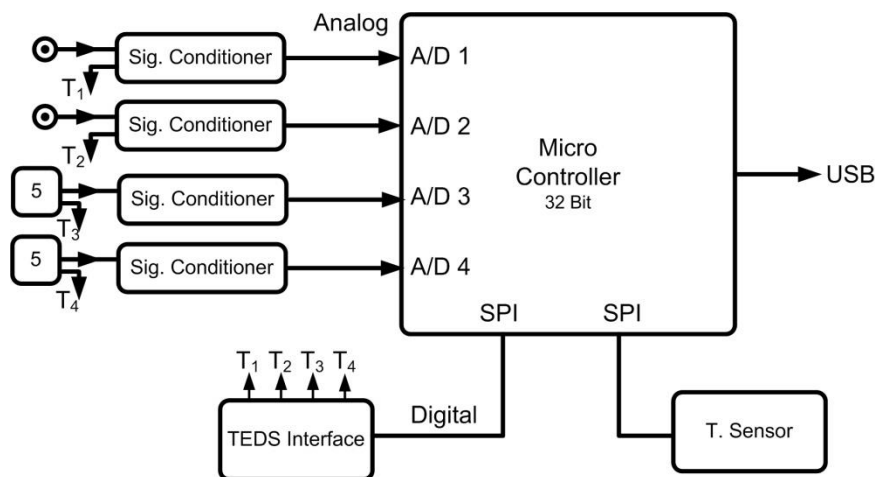 Analog
Sig. Conditioner
A/D 1
T₁
Sig. Conditioner
A/D 2
T₂
Micro
Controller
32 Bit
USB
5
Sig. Conditioner
A/D 3
T₃
5
Sig. Conditioner
A/D 4
T₄
SPI
SPI
T₁ T₂ T₃ T₄
Digital
TEDS Interface
T. Sensor